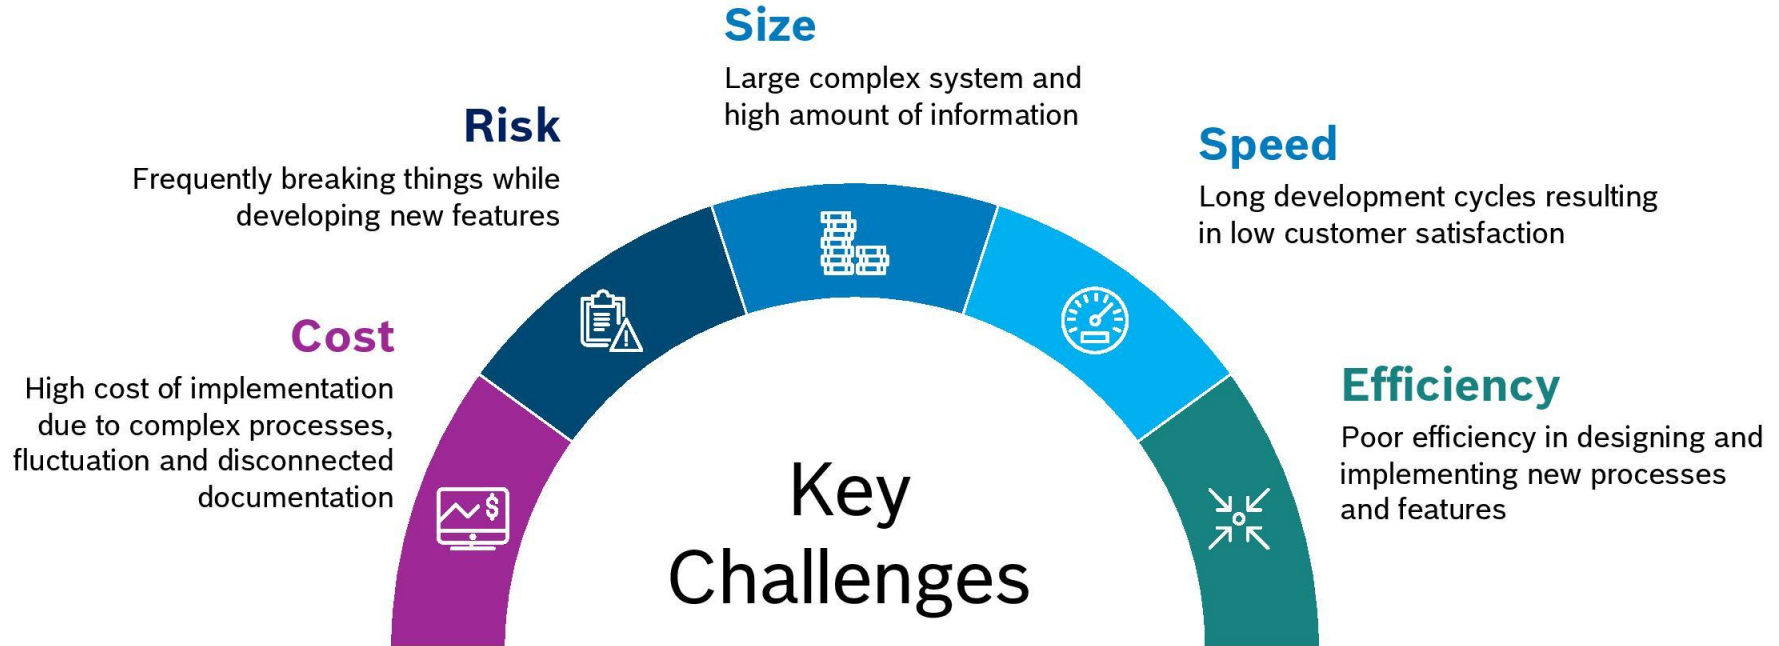 Size
Large complex system and
high amount of information
Risk
Frequently breaking things while
developing new features
Speed
Long development cycles resulting
in low customer satisfaction
Cost
High cost of implementation
due to complex processes,
fluctuation and disconnected
documentation
$
Efficiency
Poor efficiency in designing and
implementing new processes
and features
Key
Challenges